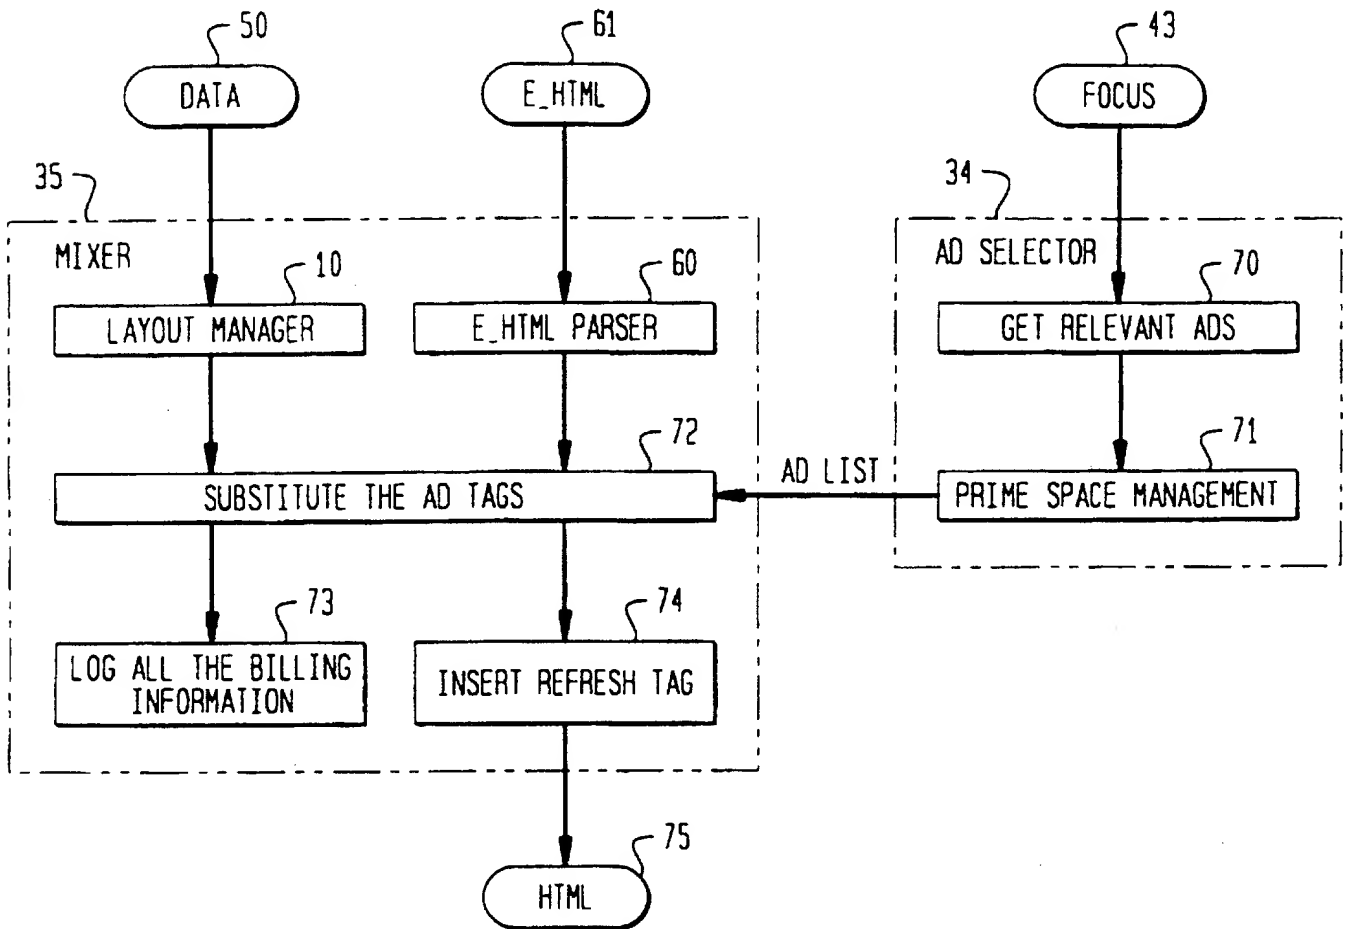 50
61
43
DATA
E_HTML
FOCUS
35
34
MIXER
AD SELECTOR
10
60
70
LAYOUT MANAGER
E_HTML PARSER
GET RELEVANT ADS
72
71
SUBSTITUTE THE AD TAGS
AD LIST
PRIME SPACE MANAGEMENT
73
74
LOG ALL THE BILLING
INFORMATION
INSERT REFRESH TAG
75
HTML